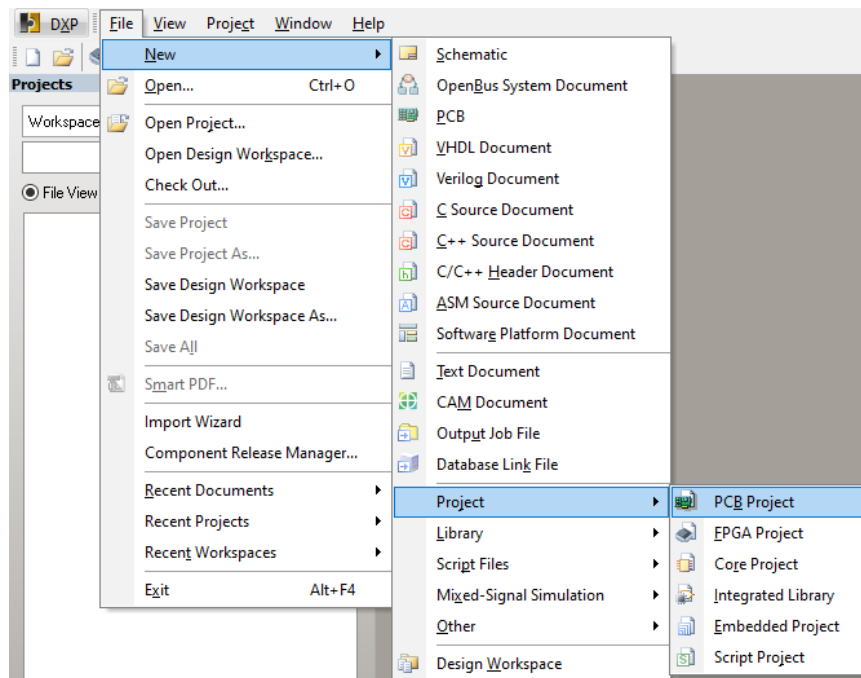 DXP File View Project Window Help
Projects
Workspace
File View
New
Open... Ctrl+O
Open Project...
Open Design Workspace...
Check Out...
Save Project
Save Project As...
Save Design Workspace
Save Design Workspace As...
Save All
Smart PDF...
Import Wizard
Component Release Manager...
Recent Documents
Recent Projects
Recent Workspaces
Exit Alt+F4
Schematic
OpenBus System Document
PCB
VHDL Document
Verilog Document
C Source Document
C++ Source Document
C/C++ Header Document
ASM Source Document
Software Platform Document
Text Document
CAM Document
Output Job File
Database Link File
Project
Library
Script Files
Mixed-Signal Simulation
Other
Design Workspace
PCB Project
FPGA Project
Core Project
Integrated Library
Embedded Project
Script Project